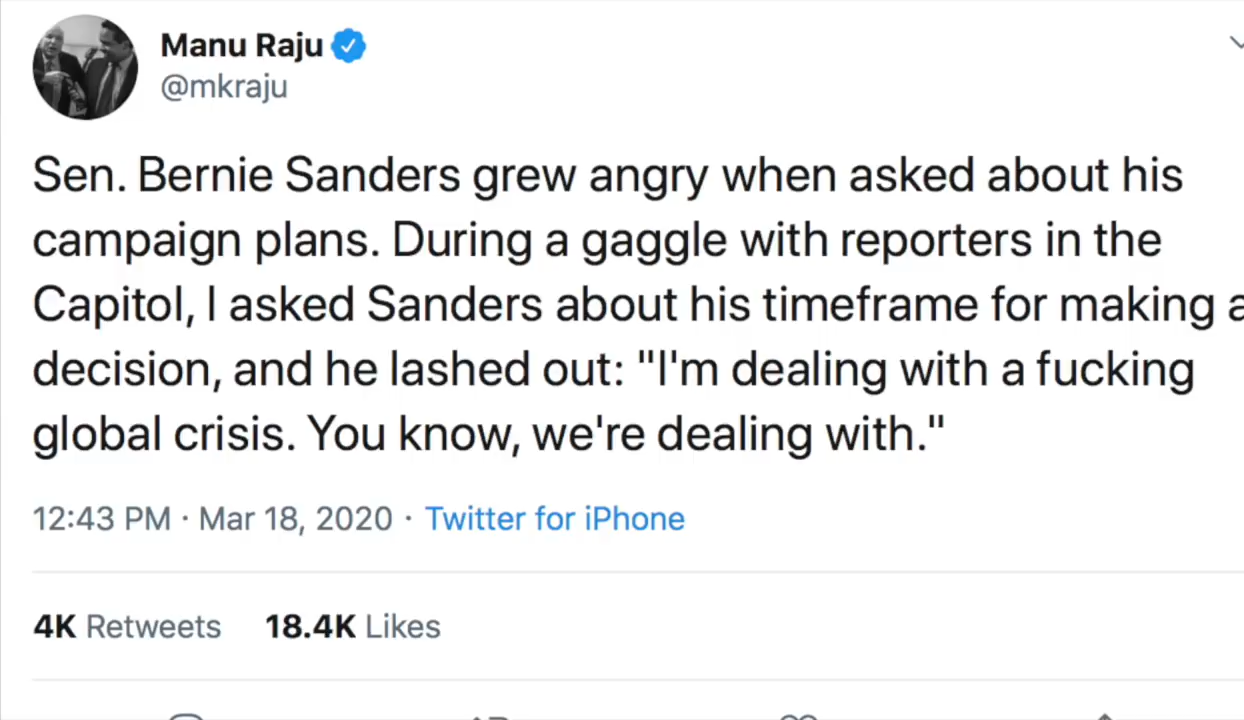 Manu Raju
@mkraju
Sen. Bernie Sanders grew angry when asked about his
campaign plans. During a gaggle with reporters in the
Capitol, I asked Sanders about his timeframe for making a
decision, and he lashed out: "I'm dealing with a fucking
global crisis. You know, we're dealing with."
12:43 PM · Mar 18, 2020 · Twitter for iPhone
4K Retweets 18.4K Likes